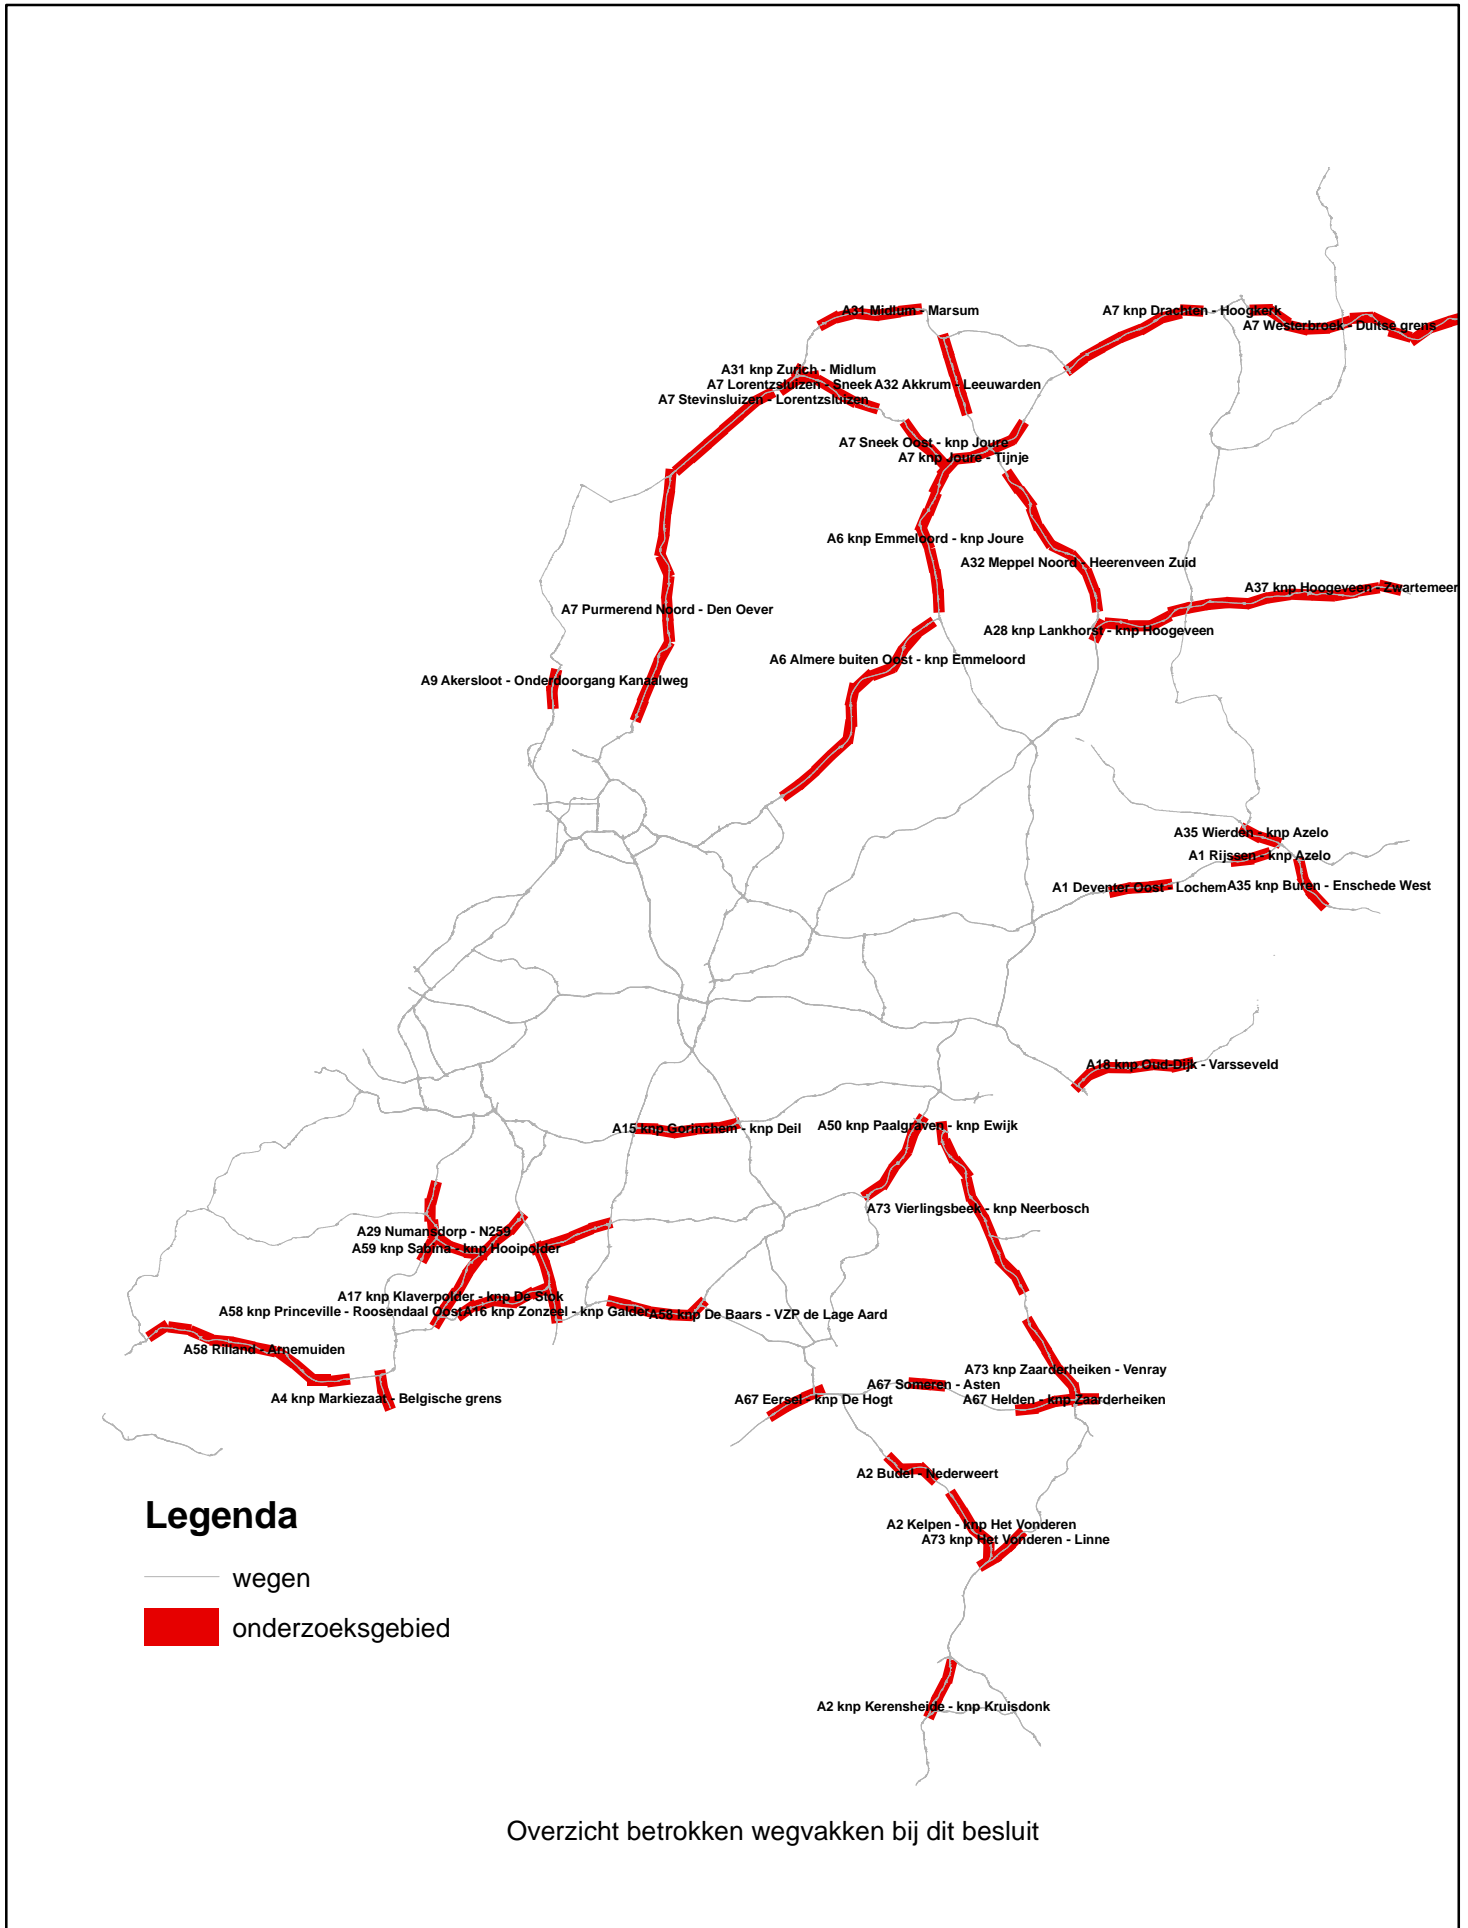 A31 Midlum - Marsum
A7 knp Drachten - Hoogkerk
A7 Westerbroek - Duitse grens
A31 knp Zurich - Midlum
A7 Lorentzsluizen - Sneek
A32 Akkrum - Leeuwarden
A7 Stevinsluizen - Lorentzsluizen
A7 Sneek Oost - knp Joure
A7 knp Joure - Tijnje
A6 knp Emmeloord - knp Joure
A32 Meppel Noord - Heerenveen Zuid
A37 knp Hoogeveen - Zwartemeer
A7 Purmerend Noord - Den Oever
A28 knp Lankhorst - knp Hoogeveen
A6 Almere buiten Oost - knp Emmeloord
A9 Akersloot - Onderdoorgang Kanaalweg
A35 Wierden - knp Azelo
A1 Rijssen - knp Azelo
A1 Deventer Oost - Lochem
A35 knp Buren - Enschede West
A18 knp Oud-Dijk - Varsseveld
A15 knp Gorinchem - knp Deil
A50 knp Paalgraven - knp Ewijk
A73 Vierlingsbeek - knp Neerbosch
A29 Numansdorp - N259
A59 knp Sabina - knp Hooipolder
A17 knp Klaverpolder - knp De Stok
A58 knp Princeville - Roosendaal Oost
A16 knp Zonzeel - knp Galder
A58 knp De Baars - VZP de Lage Aard
A58 Rilland - Arnemuiden
A73 knp Zaarderheiken - Venray
A67 Someren - Asten
A4 knp Markiezaat - Belgische grens
A67 Eersel - knp De Hogt
A67 Helden - knp Zaarderheiken
A2 Budel - Nederweert
A2 Kelpen - knp Het Vonderen
A73 knp Het Vonderen - Linne
A2 knp Kerensheide - knp Kruisdonk
Legenda
wegen
onderzoeksgebied
Overzicht betrokken wegvakken bij dit besluit